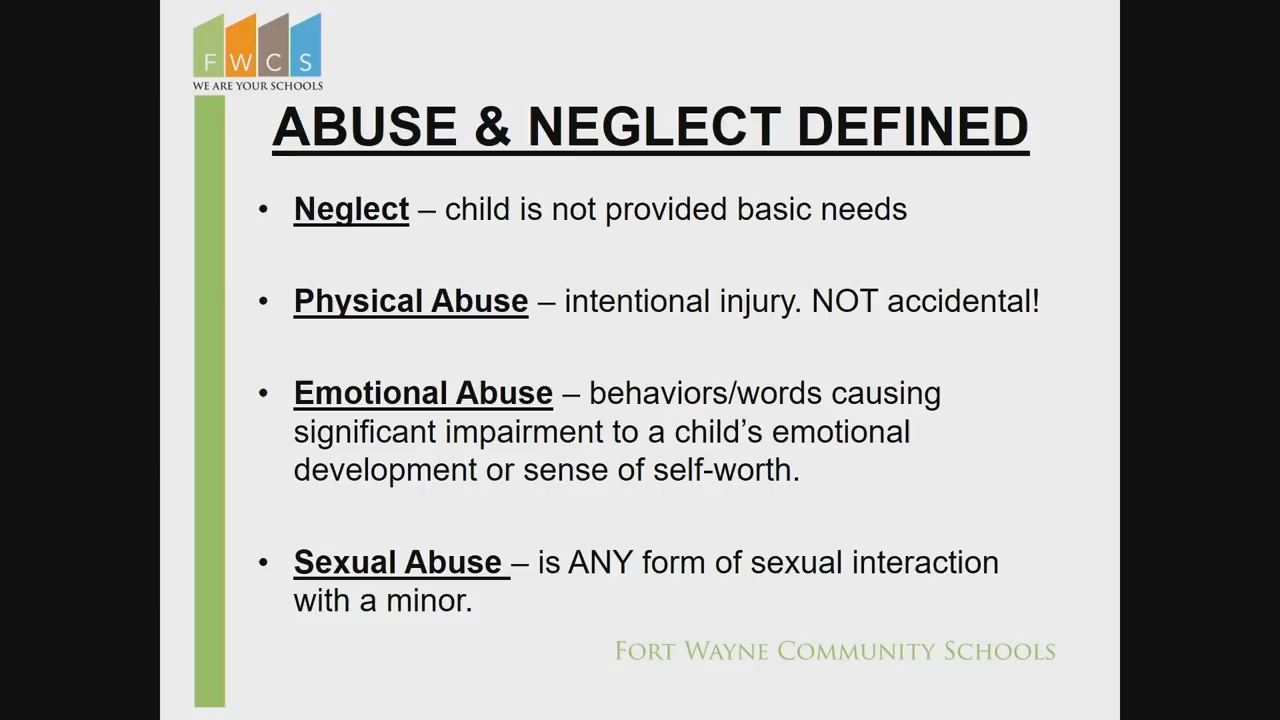 FWCS
WE ARE YOUR SCHOOLS
ABUSE & NEGLECT DEFINED
• Neglect – child is not provided basic needs
• Physical Abuse – intentional injury. NOT accidental!
• Emotional Abuse – behaviors/words causing
significant impairment to a child’s emotional
development or sense of self-worth.
• Sexual Abuse – is ANY form of sexual interaction
with a minor.
FORT WAYNE COMMUNITY SCHOOLS